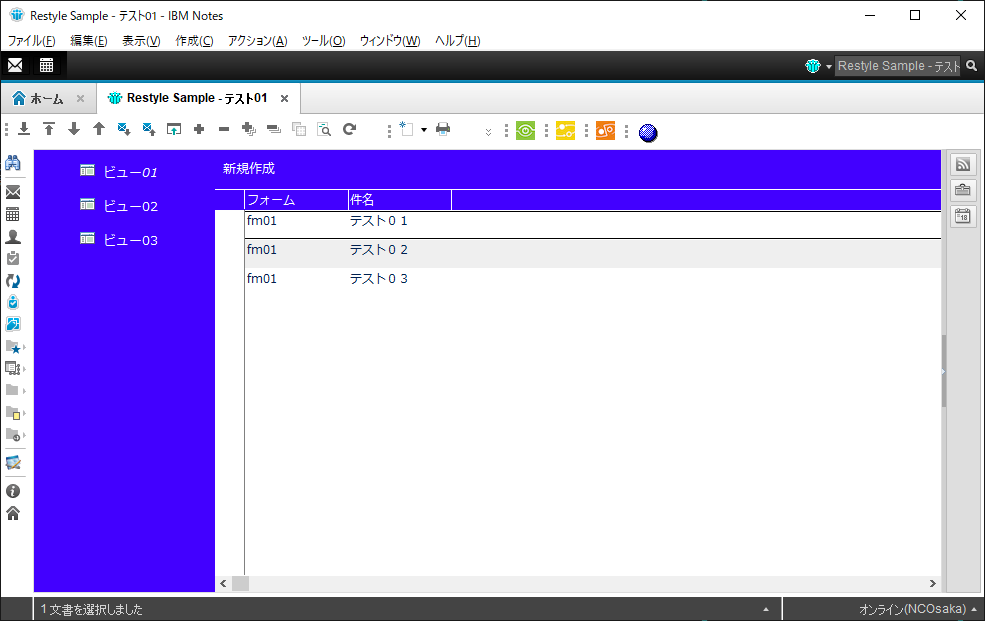 Restyle Sample - テスト01 - IBM Notes
ファイル(F) 編集(E) 表示(V) 作成(C) アクション(A) ツール(O) ウィンドウ(W) ヘルプ(H)
Restyle Sample - テスト
ホーム Restyle Sample - テスト01
ビュー01
ビュー02
ビュー03
新規作成
フォーム 件名
fm01 テスト０１
fm01 テスト０２
fm01 テスト０３
18
1 文書を選択しました オンライン(NCOsaka)